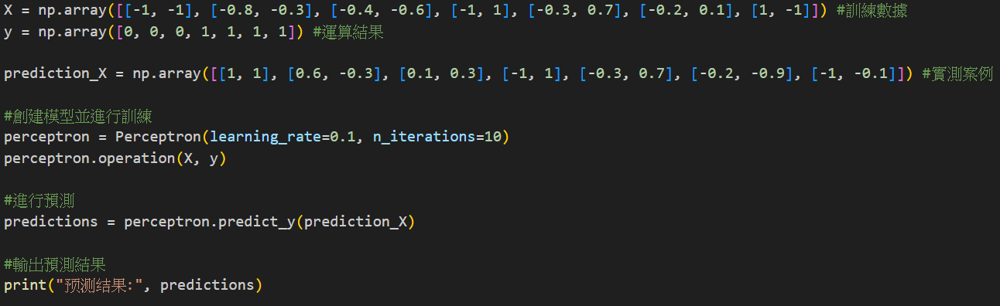 X = np.array([[-1, -1], [-0.8, -0.3], [-0.4, -0.6], [-1, 1], [-0.3, 0.7], [-0.2, 0.1], [1, -1]]) #訓練數據
y = np.array([0, 0, 0, 1, 1, 1, 1]) #運算結果
prediction_X = np.array([[1, 1], [0.6, -0.3], [0.1, 0.3], [-1, 1], [-0.3, 0.7], [-0.2, -0.9], [-1, -0.1]]) #實測案例
#創建模型並進行訓練
perceptron = Perceptron(learning_rate=0.1, n_iterations=10)
perceptron.operation(X, y)
#進行預測
predictions = perceptron.predict_y(prediction_X)
#輸出預測結果
print("预测结果:", predictions)